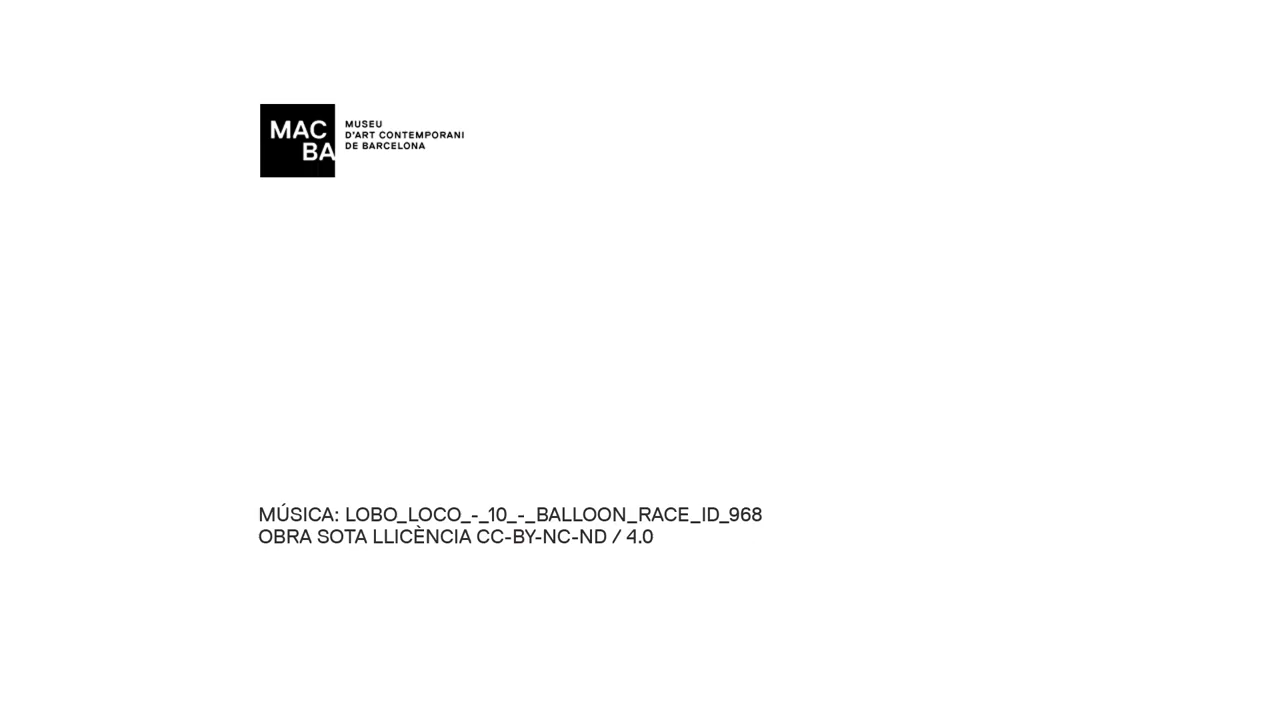 MAC
BA
MUSEU
D'ART CONTEMPORANI
DE BARCELONA
MÚSICA: LOBO_LOCO_-_10_-_BALLOON_RACE_ID_968
OBRA SOTA LLICÈNCIA CC-BY-NC-ND / 4.0